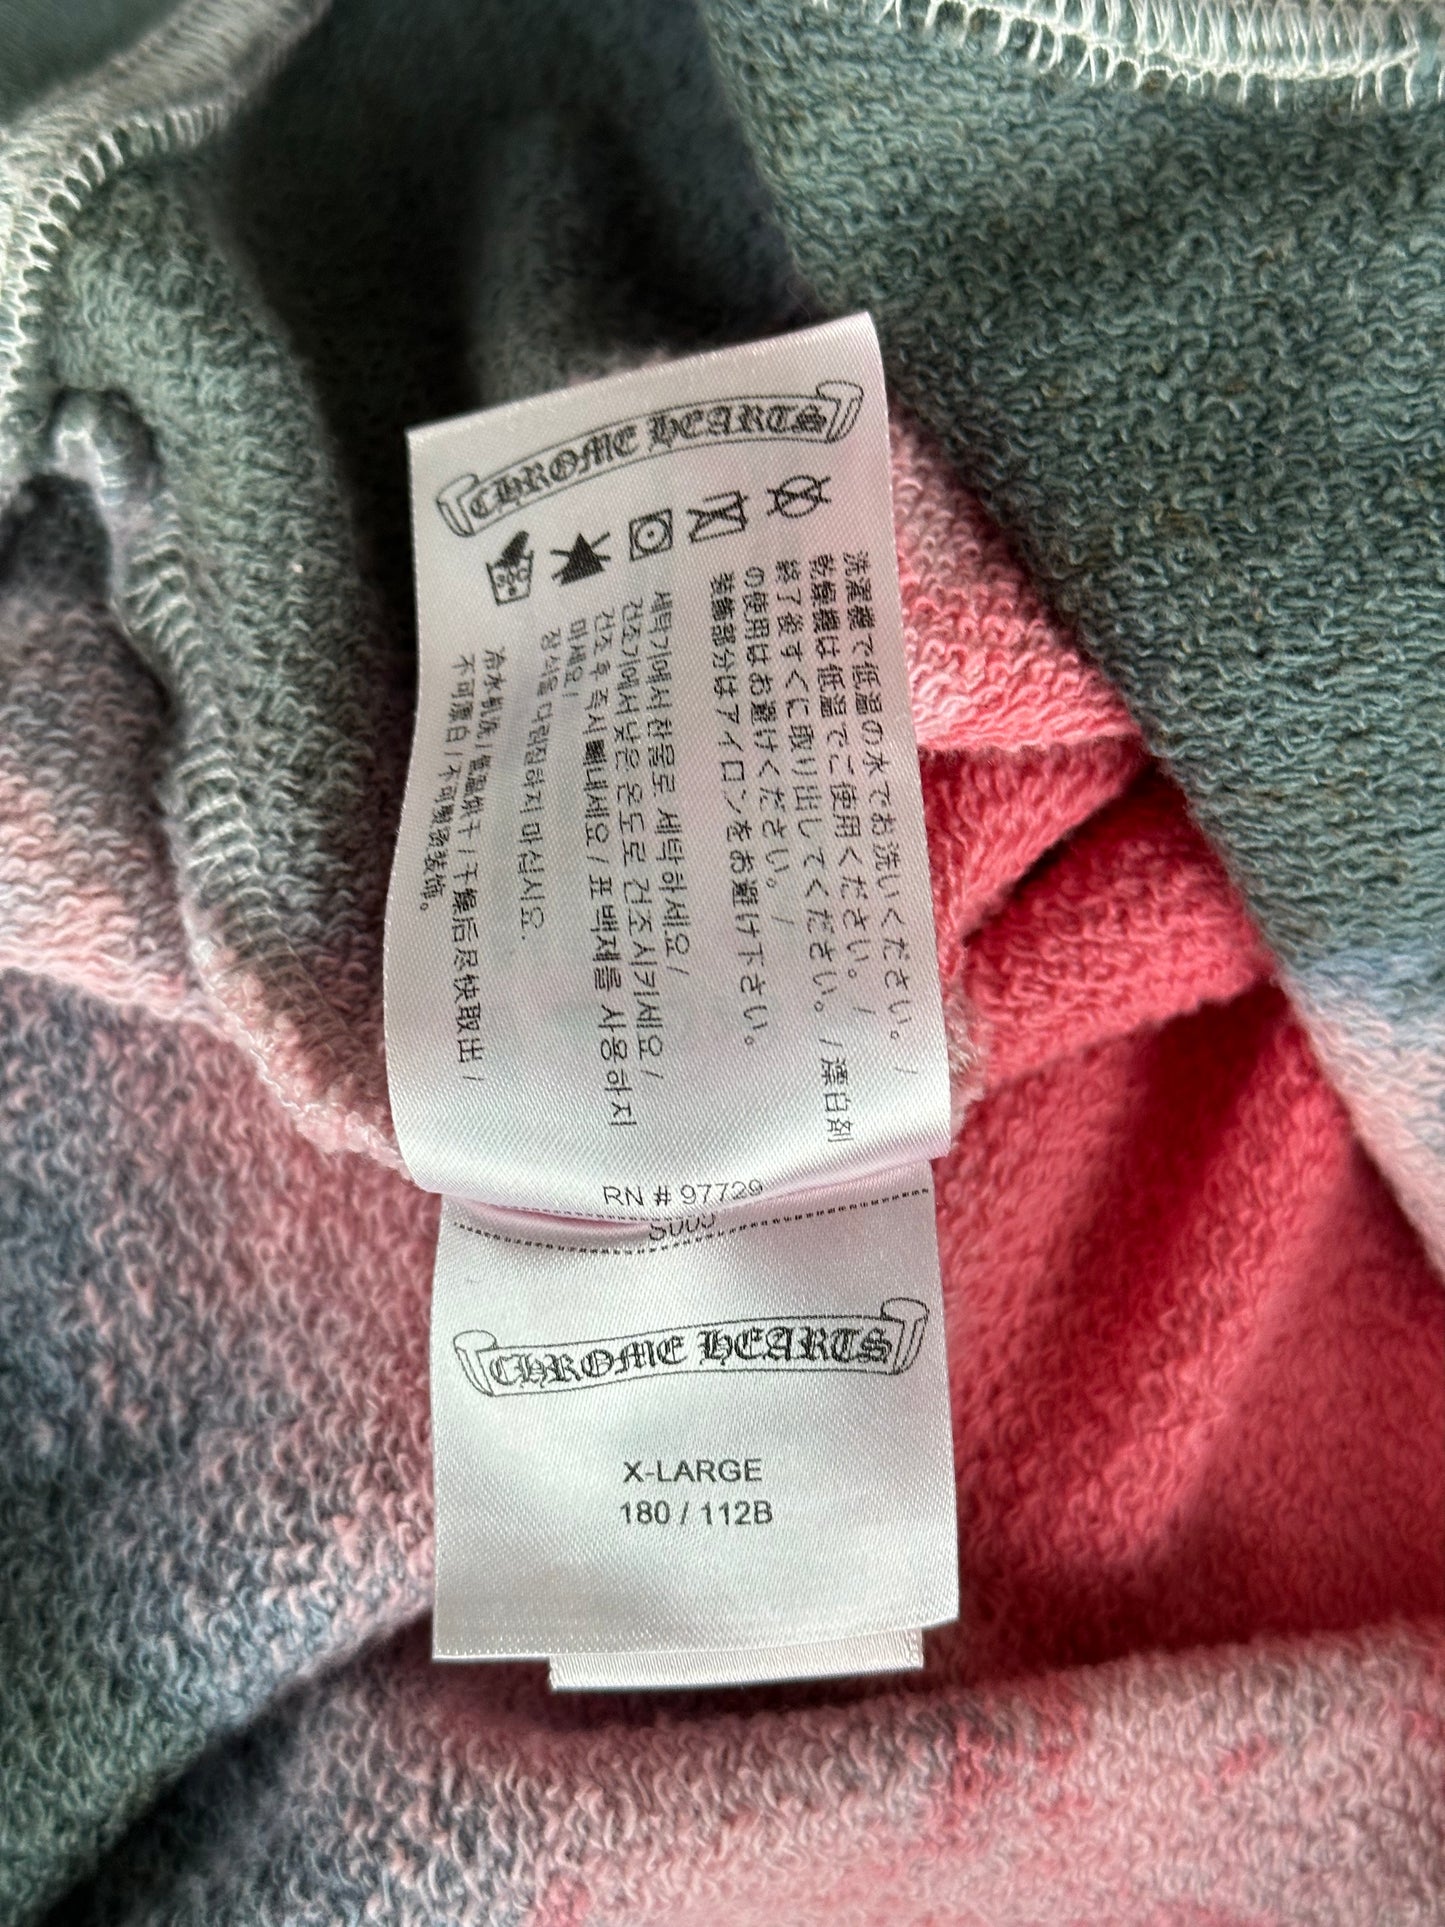 CHROME HEARTS
洗濯機で低温の水でお洗いください。/
乾燥機は低温でご使用ください。/
終了後すぐに取り出してください。/漂白剤
の使用はお避けください。/
装飾部分はアイロンをお避け下さい。
세탁기에서 찬물로 세탁하세요/
건조기에서 낮은 온도로 건조시키세요/
건조 후 즉시 빼내세요/표백제를 사용하지
마세요/
장식을 다림질하지 마십시요.
冷水机洗/低温烘干/干燥后尽快取出/
不可漂白/不可熨烫装饰。
RN # 97729
S005
CHROME HEARTS
X-LARGE
180 / 112B